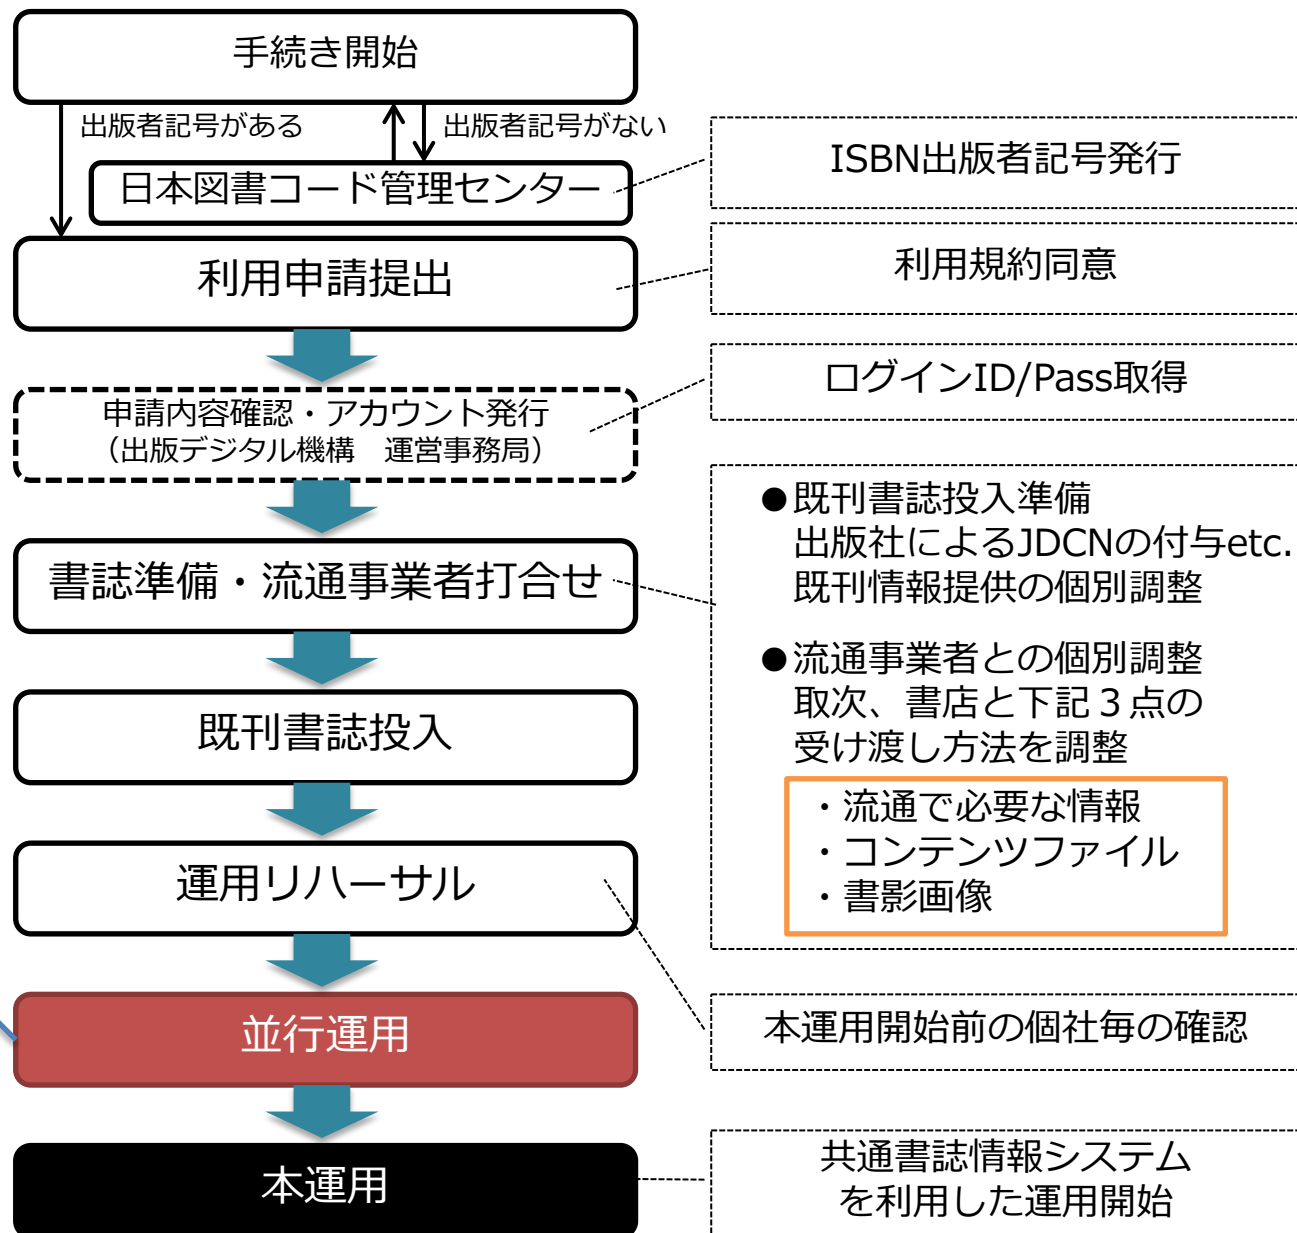 手続き開始
出版者記号がある
出版者記号がない
日本図書コード管理センター
ISBN出版者記号発行
利用申請提出
利用規約同意
申請内容確認・アカウント発行
（出版デジタル機構　運営事務局）
ログインID/Pass取得
書誌準備・流通事業者打合せ
●既刊書誌投入準備
出版社によるJDCNの付与etc.
既刊情報提供の個別調整
●流通事業者との個別調整
取次、書店と下記３点の
受け渡し方法を調整
・流通で必要な情報
・コンテンツファイル
・書影画像
既刊書誌投入
運用リハーサル
本運用開始前の個社毎の確認
並行運用
本運用
共通書誌情報システム
を利用した運用開始